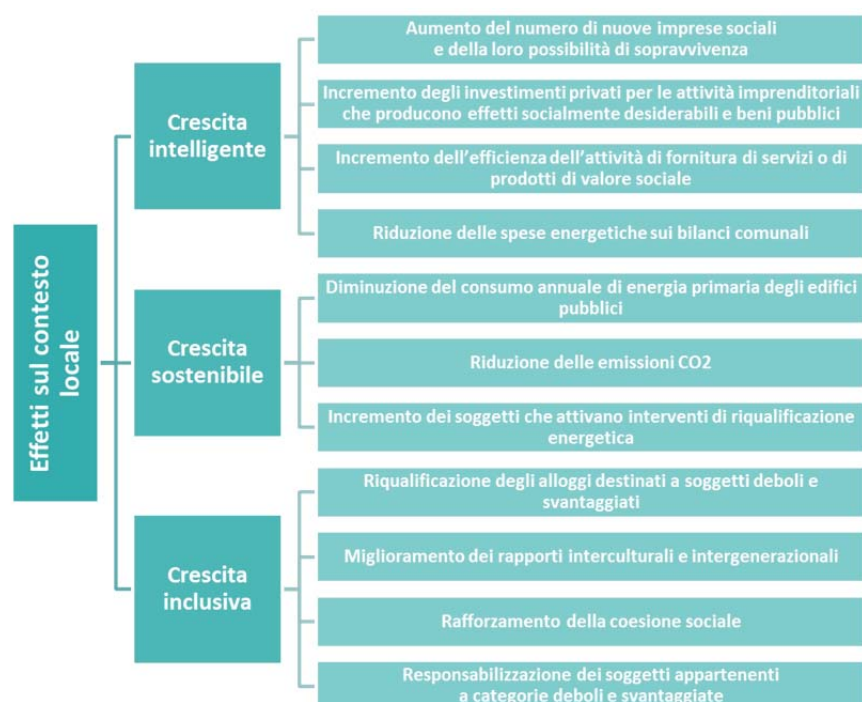 Effetti sul contesto
locale
Crescita
intelligente
Aumento del numero di nuove imprese sociali
e della loro possibilità di sopravvivenza
Incremento degli investimenti privati per le attività imprenditoriali
che producono effetti socialmente desiderabili e beni pubblici
Incremento dell'efficienza dell'attività di fornitura di servizi o di
prodotti di valore sociale
Riduzione delle spese energetiche sui bilanci comunali
Crescita
sostenibile
Diminuzione del consumo annuale di energia primaria degli edifici
pubblici
Riduzione delle emissioni CO2
Incremento dei soggetti che attivano interventi di riqualificazione
energetica
Crescita
inclusiva
Riqualificazione degli alloggi destinati a soggetti deboli e
svantaggiati
Miglioramento dei rapporti interculturali e intergenerazionali
Rafforzamento della coesione sociale
Responsabilizzazione dei soggetti appartenenti
a categorie deboli e svantaggiate